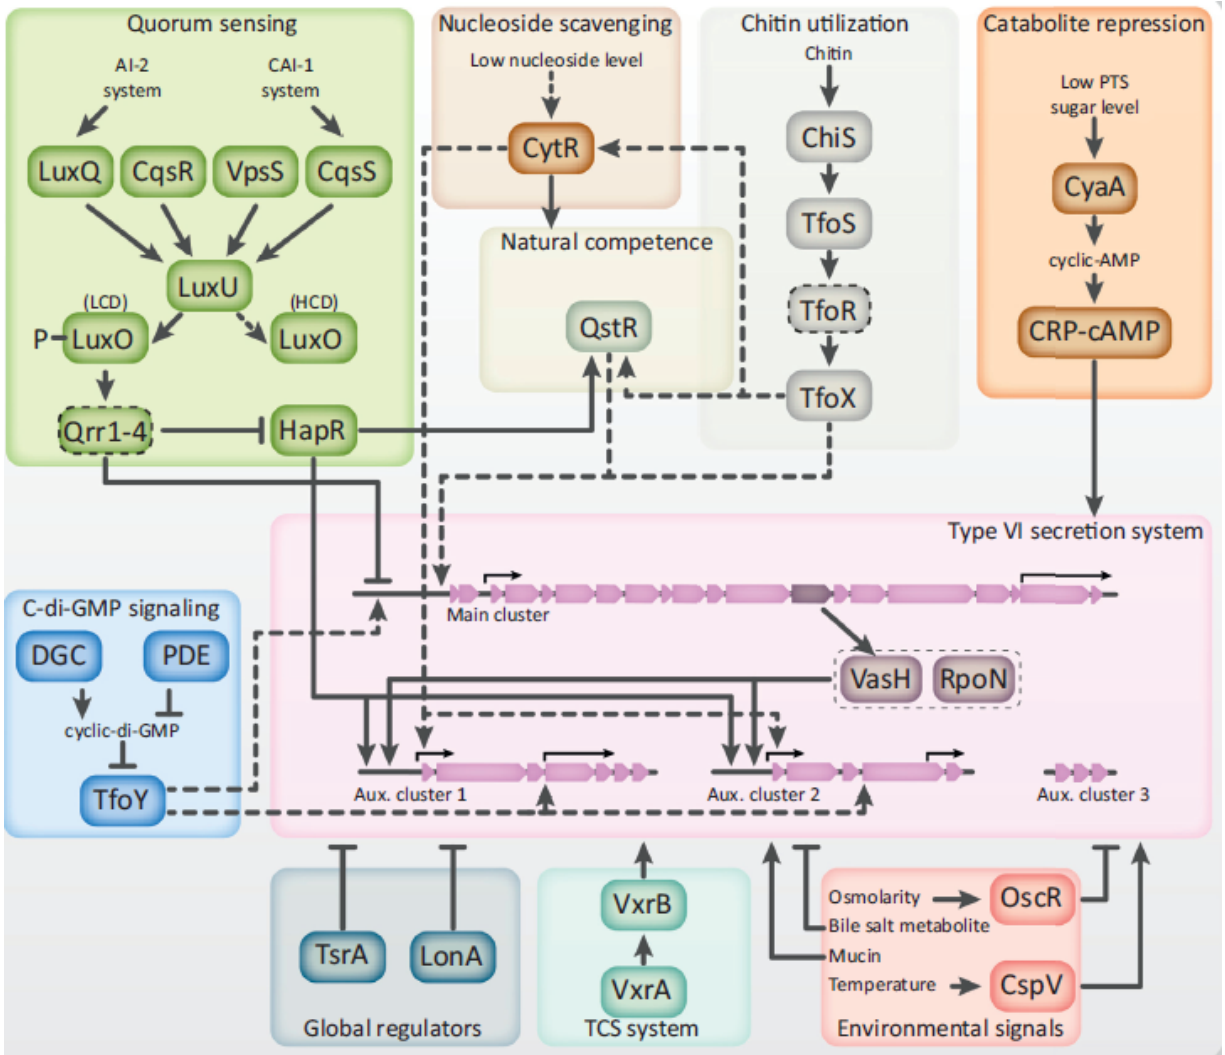 Quorum sensing
AI-2
system
CAI-1
system
LuxQ
CqsR
VpsS
CqsS
LuxU
(LCD)
(HCD)
P
LuxO
LuxO
Qrr1-4
HapR
Nucleoside scavenging
Low nucleoside level
CytR
Natural competence
QstR
Chitin utilization
Chitin
ChiS
TfoS
TfoR
TfoX
Catabolite repression
Low PTS
sugar level
CyaA
cyclic-AMP
CRP-cAMP
Type VI secretion system
Main cluster
VasH
RpoN
Aux. cluster 1
Aux. cluster 2
Aux. cluster 3
C-di-GMP signaling
DGC
PDE
cyclic-di-GMP
TfoY
TsrA
LonA
Global regulators
VxrB
VxrA
TCS system
Osmolarity
OscR
Bile salt metabolite
Mucin
Temperature
CspV
Environmental signals